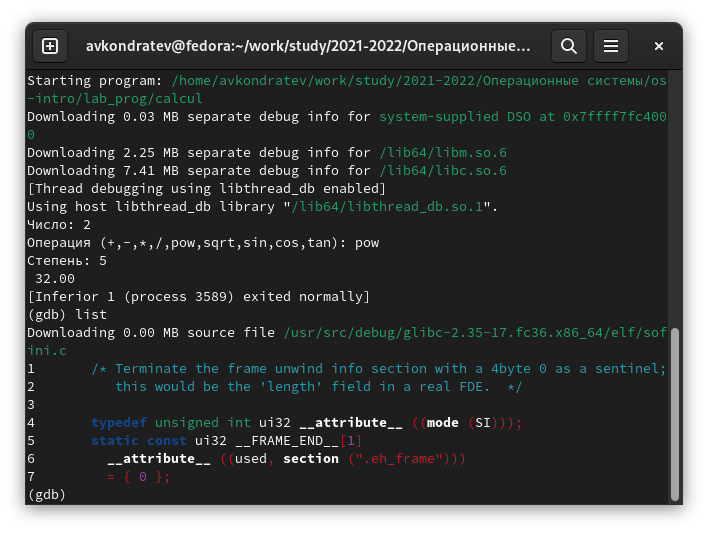 avkondratev@fedora:~/work/study/2021-2022/Операционные...
Starting program: /home/avkondratev/work/study/2021-2022/Операционные системы/os
-intro/lab_prog/calcul
Downloading 0.03 MB separate debug info for system-supplied DSO at 0x7ffff7fc400
0
Downloading 2.25 MB separate debug info for /lib64/libm.so.6
Downloading 7.41 MB separate debug info for /lib64/libc.so.6
[Thread debugging using libthread_db enabled]
Using host libthread_db library "/lib64/libthread_db.so.1".
Число: 2
Операция (+,-,*,/,pow,sqrt,sin,cos,tan): pow
Степень: 5
 32.00
[Inferior 1 (process 3589) exited normally]
(gdb) list
Downloading 0.00 MB source file /usr/src/debug/glibc-2.35-17.fc36.x86_64/elf/sof
ini.c
1       /* Terminate the frame unwind info section with a 4byte 0 as a sentinel;
2          this would be the 'length' field in a real FDE.  */
3
4       typedef unsigned int ui32 __attribute__ ((mode (SI)));
5       static const ui32 __FRAME_END__[1]
6         __attribute__ ((used, section (".eh_frame")))
7         = { 0 };
(gdb)